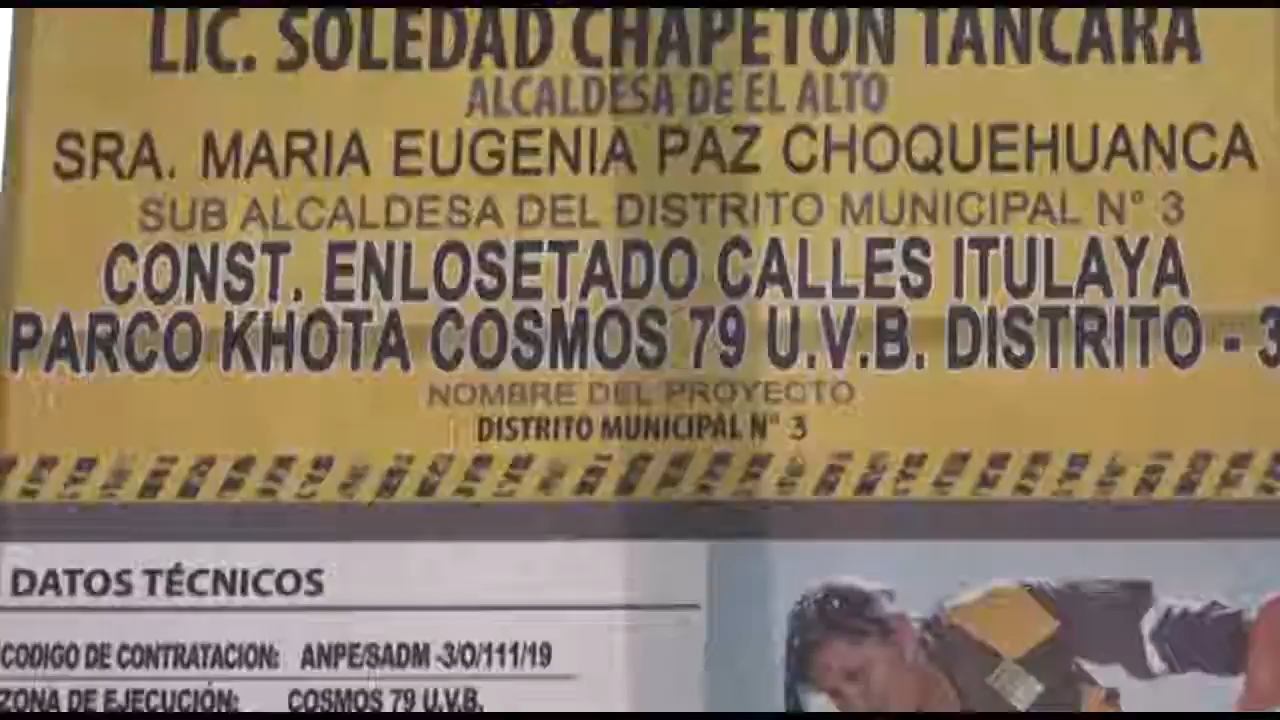 LIC. SOLEDAD CHAPETON TANCARA
ALCALDESA DE EL ALTO
SRA. MARIA EUGENIA PAZ CHOQUEHUANCA
SUB ALCALDESA DEL DISTRITO MUNICIPAL N° 3
CONST. ENLOSETADO CALLES ITULAYA
PARCO KHOTA COSMOS 79 U.V.B. DISTRITO - 3
NOMBRE DEL PROYECTO
DISTRITO MUNICIPAL N° 3
DATOS TÉCNICOS
CODIGO DE CONTRATACION: ANPE/SADM -3/O/111/19
ZONA DE EJECUCIÓN: COSMOS 79 U.V.B.